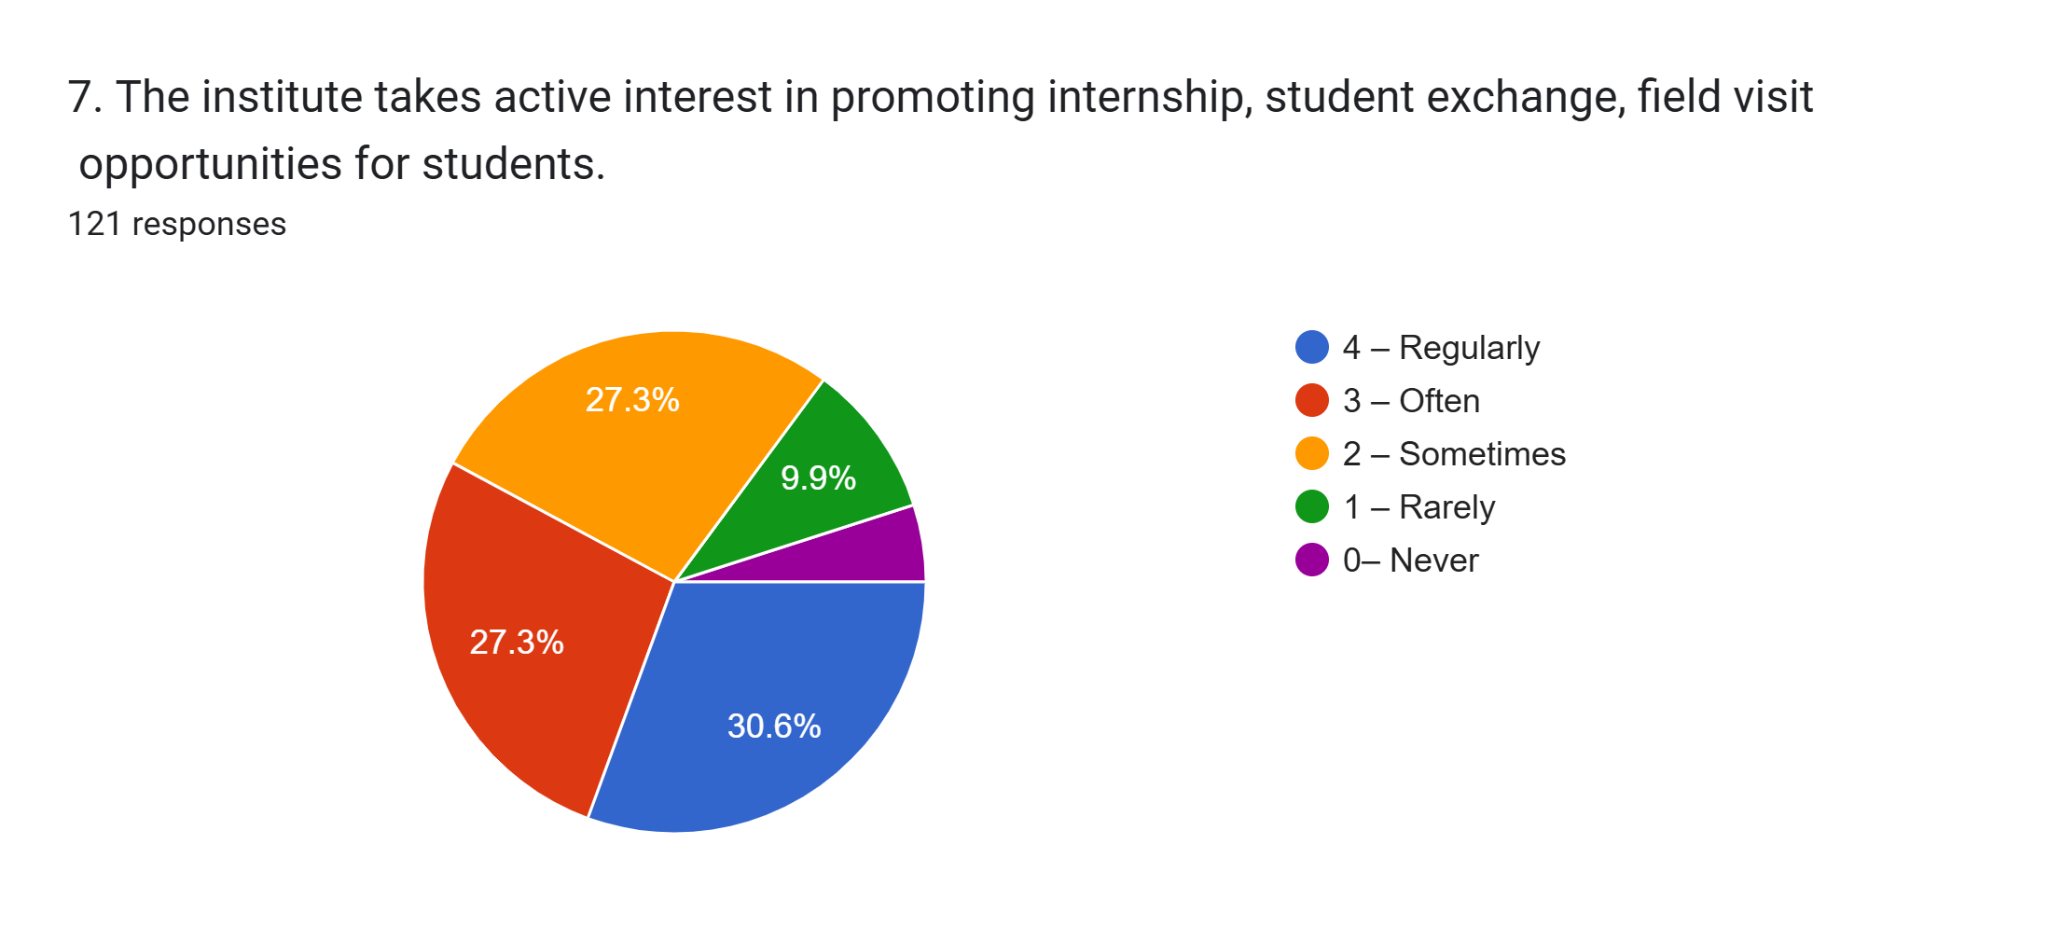 7. The institute takes active interest in promoting internship, student exchange, field visit
opportunities for students.
121 responses
27.3%
9.9%
27.3%
30.6%
4 – Regularly
3 – Often
2 – Sometimes
1 – Rarely
0– Never